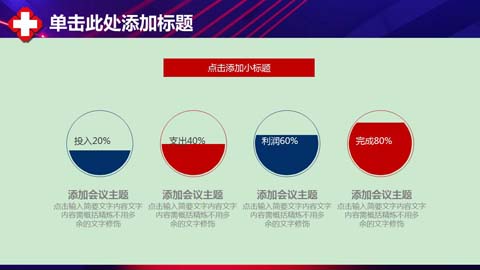 单击此处添加标题
点击添加小标题
投入20%
支出40%
利润60%
完成80%
添加会议主题
点击输入简要文字内容文字
内容需概括精炼不用多
余的文字修饰
添加会议主题
点击输入简要文字内容文字
内容需概括精炼不用多
余的文字修饰
添加会议主题
点击输入简要文字内容文字
内容需概括精炼不用多
余的文字修饰
添加会议主题
点击输入简要文字内容文字
内容需概括精炼不用多
余的文字修饰